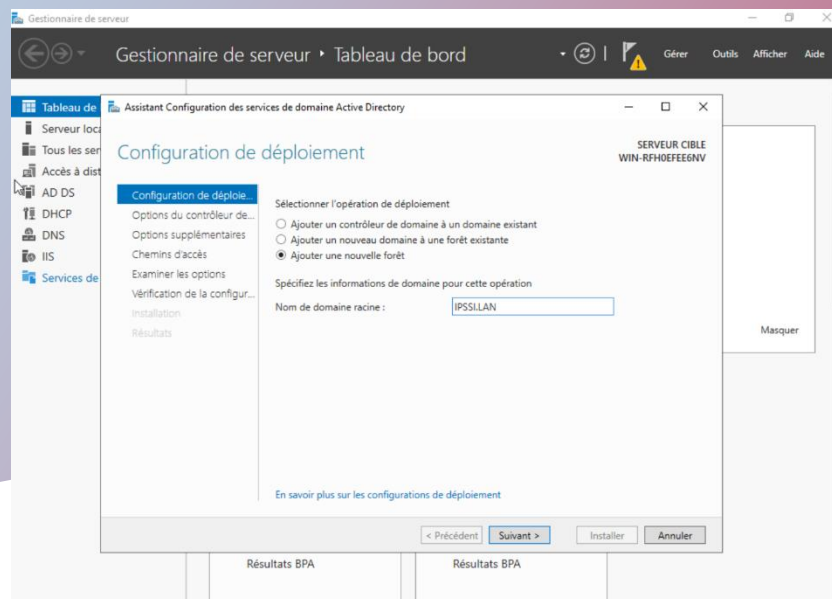 Gestionnaire de serveur
Gestionnaire de serveur • Tableau de bord
Gérer Outils Afficher Aide
Tableau de
Serveur loca
Tous les ser
Accès à dist
AD DS
DHCP
DNS
IIS
Services de
Assistant Configuration des services de domaine Active Directory
Configuration de déploiement
SERVEUR CIBLE
WIN-RFH0EFEE6NV
Configuration de déploie...
Options du contrôleur de...
Options supplémentaires
Chemins d'accès
Examiner les options
Vérification de la configur...
Installation
Résultats
Sélectionner l'opération de déploiement
Ajouter un contrôleur de domaine à un domaine existant
Ajouter un nouveau domaine à une forêt existante
Ajouter une nouvelle forêt
Spécifiez les informations de domaine pour cette opération
Nom de domaine racine : IPSSI.LAN
En savoir plus sur les configurations de déploiement
< Précédent Suivant > Installer Annuler
Masquer
Résultats BPA Résultats BPA